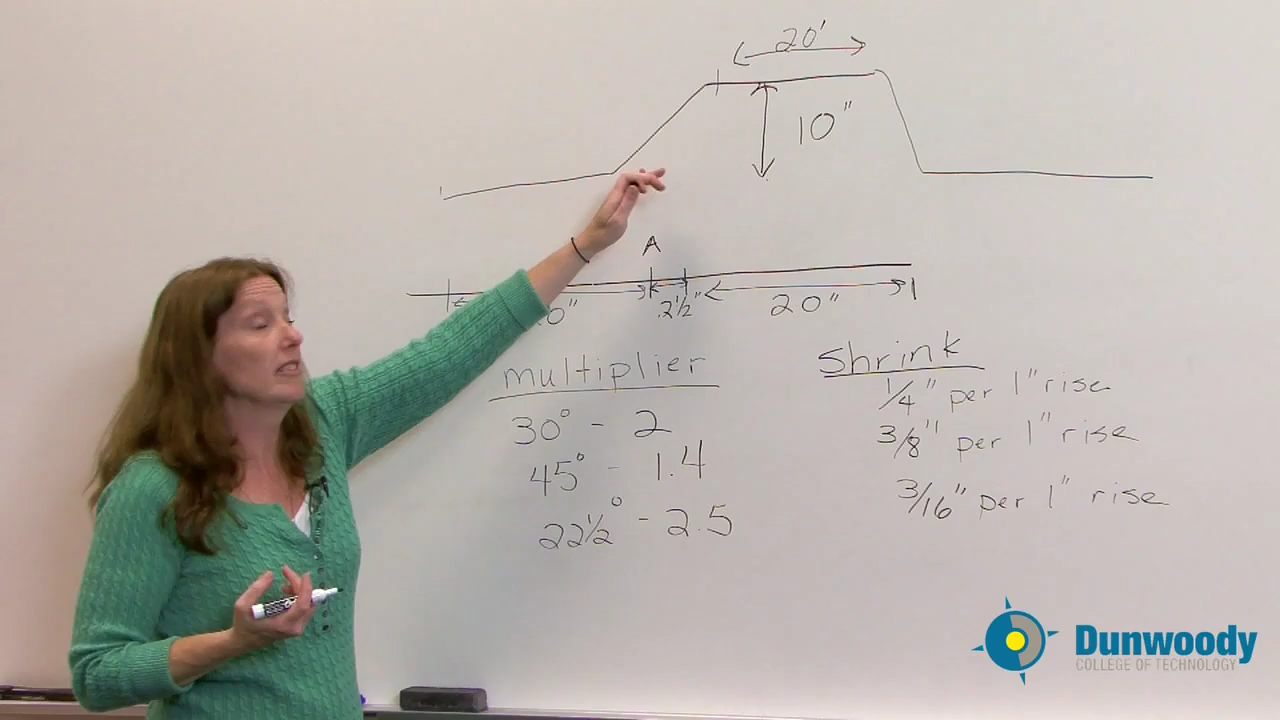 20'
10"
A
2½"
20"
multiplier
30° - 2
45° - 1.4
22½° - 2.5
Shrink
1/4" per 1" rise
3/8" per 1" rise
3/16" per 1" rise
Dunwoody
COLLEGE OF TECHNOLOGY